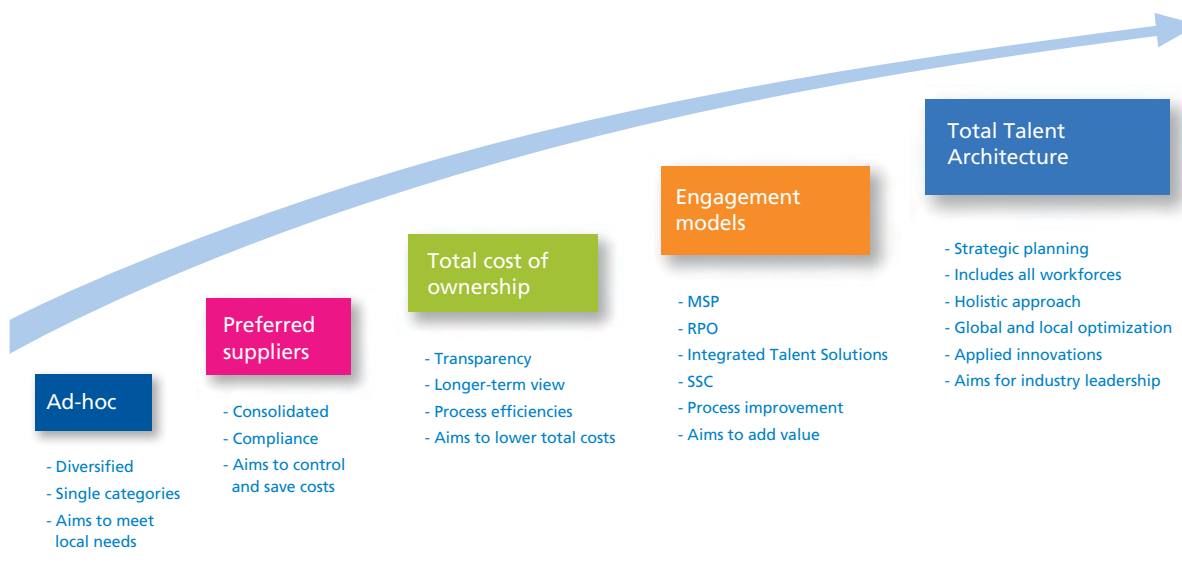 Ad-hoc
- Diversified
- Single categories
- Aims to meet
local needs
Preferred
suppliers
- Consolidated
- Compliance
- Aims to control
and save costs
Total cost of
ownership
- Transparency
- Longer-term view
- Process efficiencies
- Aims to lower total costs
Engagement
models
- MSP
- RPO
- Integrated Talent Solutions
- SSC
- Process improvement
- Aims to add value
Total Talent
Architecture
- Strategic planning
- Includes all workforces
- Holistic approach
- Global and local optimization
- Applied innovations
- Aims for industry leadership